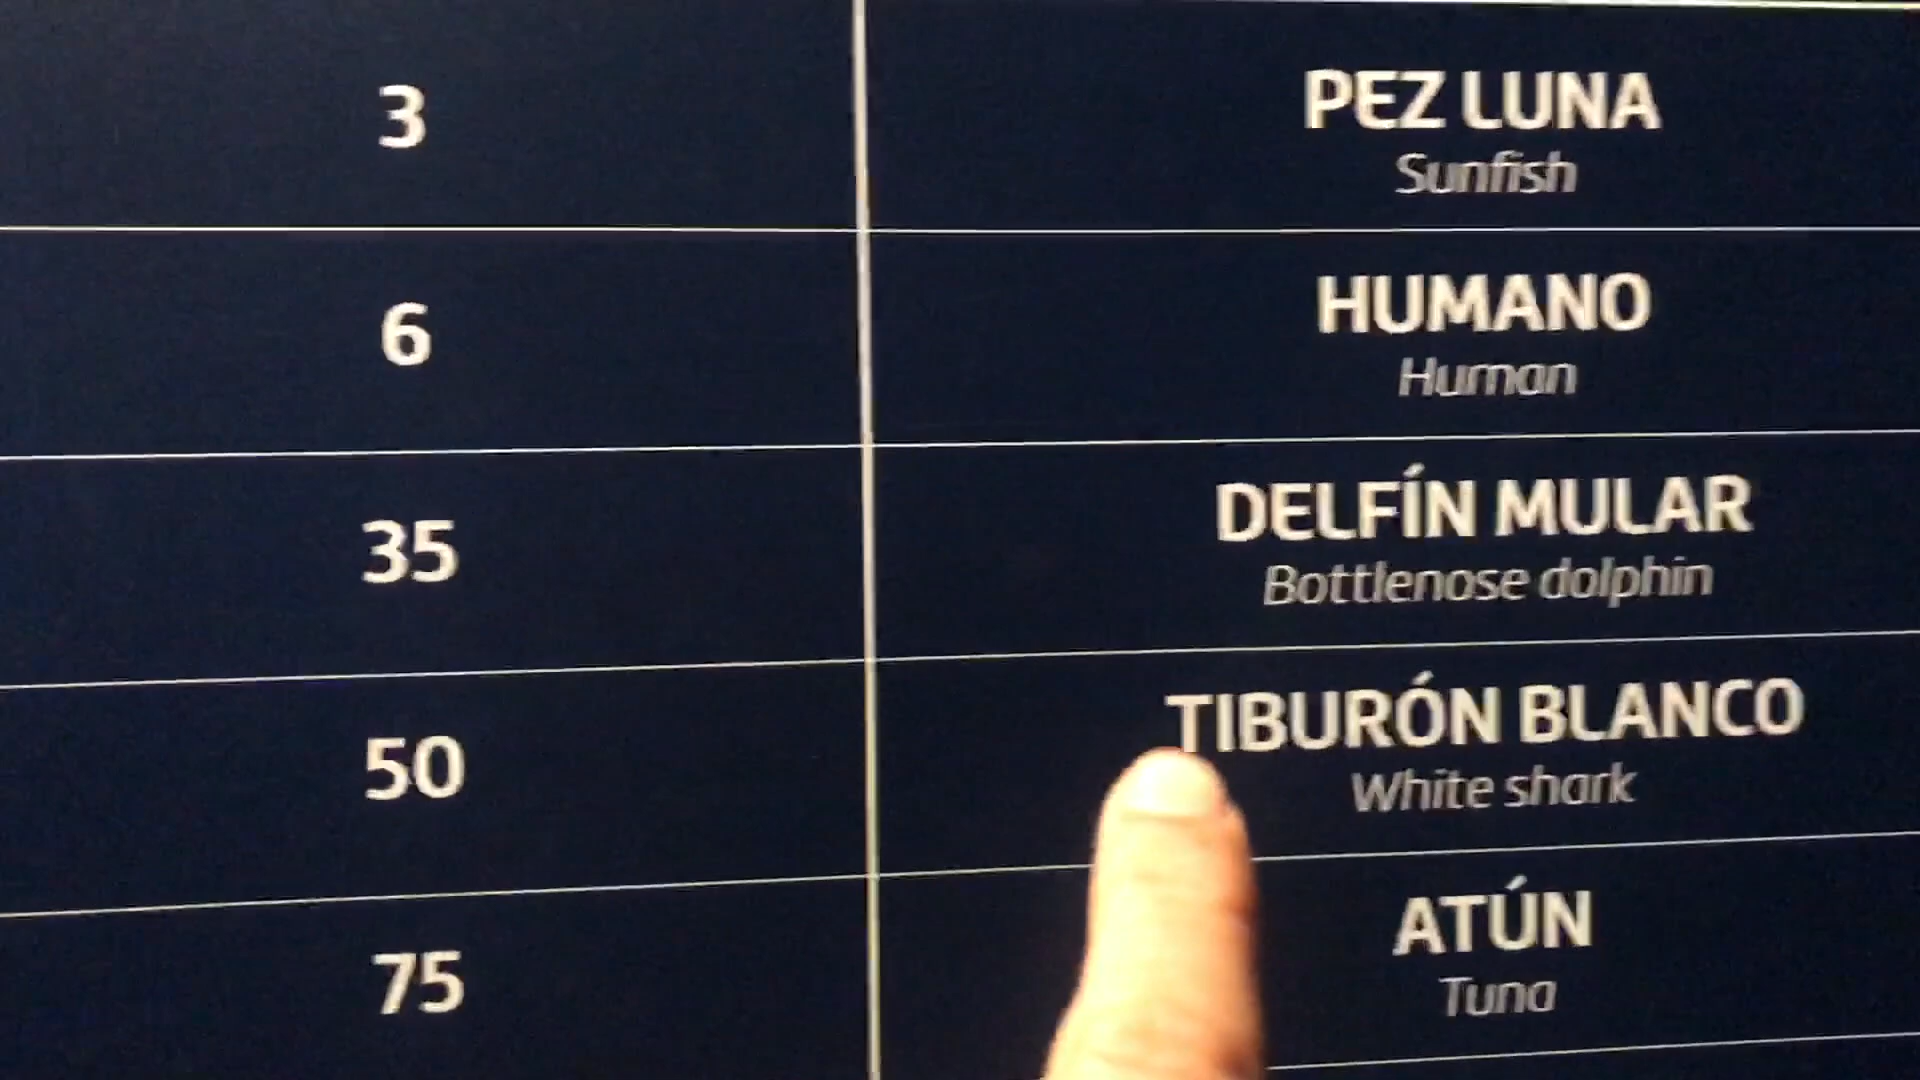 3
PEZ LUNA
Sunfish
6
HUMANO
Human
35
DELFÍN MULAR
Bottlenose dolphin
50
TIBURÓN BLANCO
White shark
75
ATÚN
Tuna